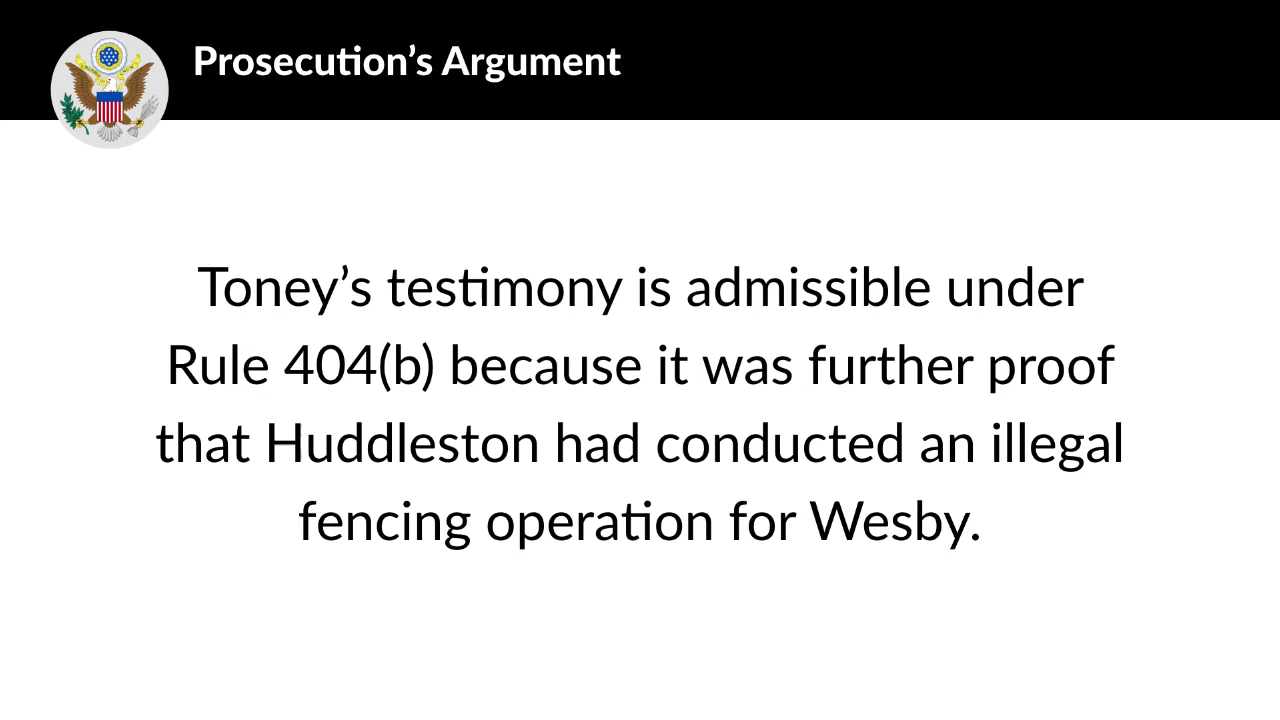 Prosecution’s Argument
Toney’s testimony is admissible under
Rule 404(b) because it was further proof
that Huddleston had conducted an illegal
fencing operation for Wesby.